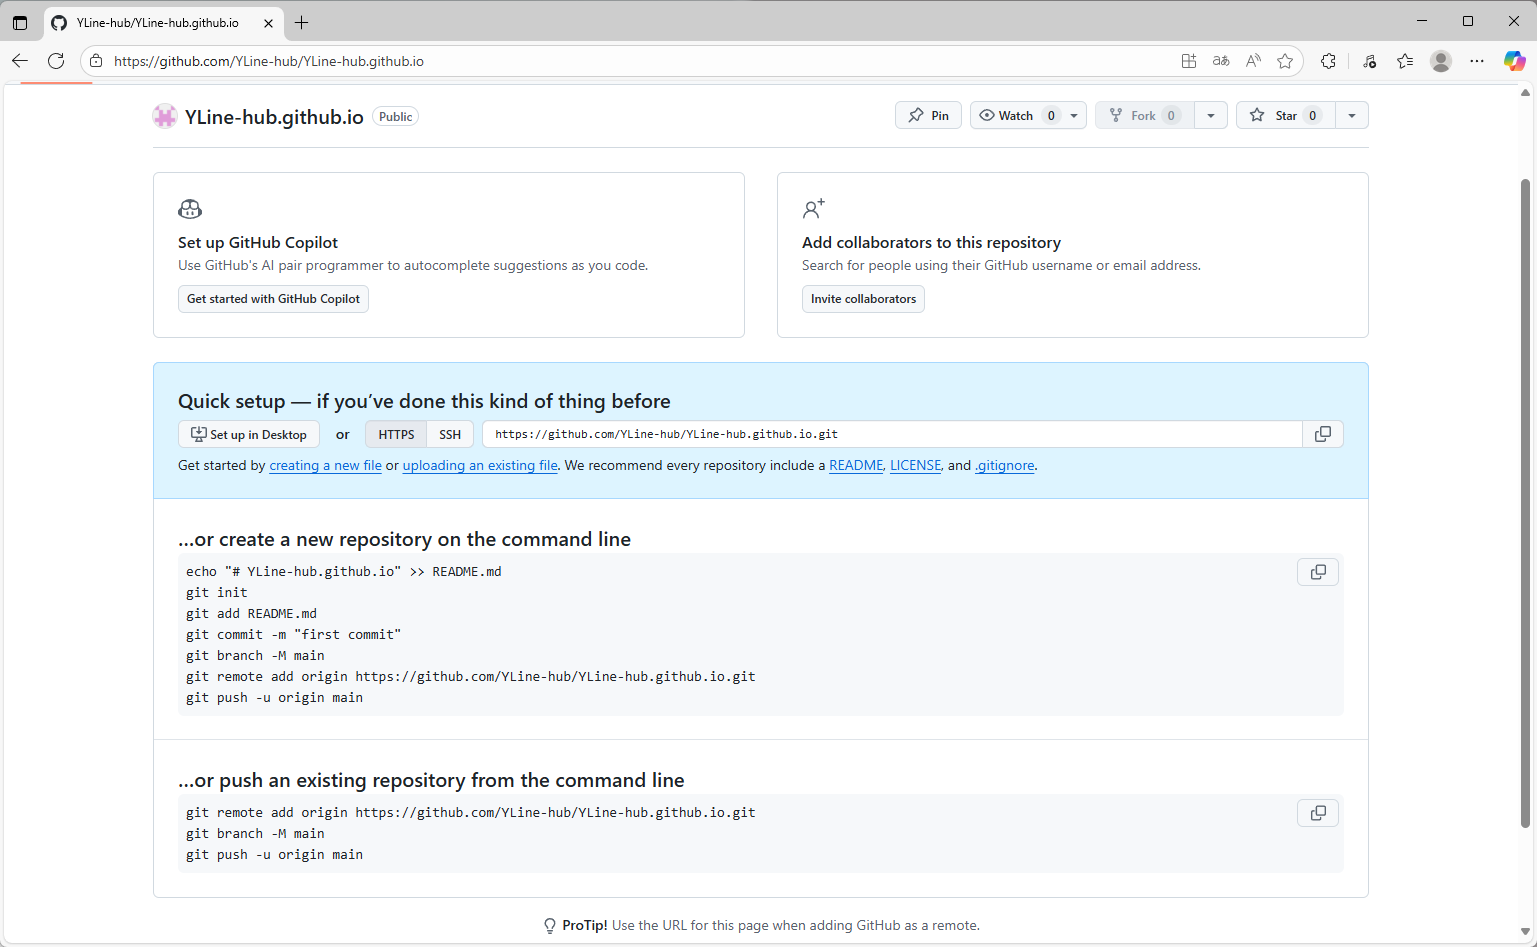 YLine-hub/YLine-hub.github.io
https://github.com/YLine-hub/YLine-hub.github.io
YLine-hub.github.io Public
Pin Watch 0 Fork 0 Star 0
Set up GitHub Copilot
Use GitHub's AI pair programmer to autocomplete suggestions as you code.
Get started with GitHub Copilot
Add collaborators to this repository
Search for people using their GitHub username or email address.
Invite collaborators
Quick setup — if you’ve done this kind of thing before
Set up in Desktop or HTTPS SSH https://github.com/YLine-hub/YLine-hub.github.io.git
Get started by creating a new file or uploading an existing file. We recommend every repository include a README, LICENSE, and .gitignore.
…or create a new repository on the command line
echo "# YLine-hub.github.io" >> README.md
git init
git add README.md
git commit -m "first commit"
git branch -M main
git remote add origin https://github.com/YLine-hub/YLine-hub.github.io.git
git push -u origin main
…or push an existing repository from the command line
git remote add origin https://github.com/YLine-hub/YLine-hub.github.io.git
git branch -M main
git push -u origin main
ProTip! Use the URL for this page when adding GitHub as a remote.